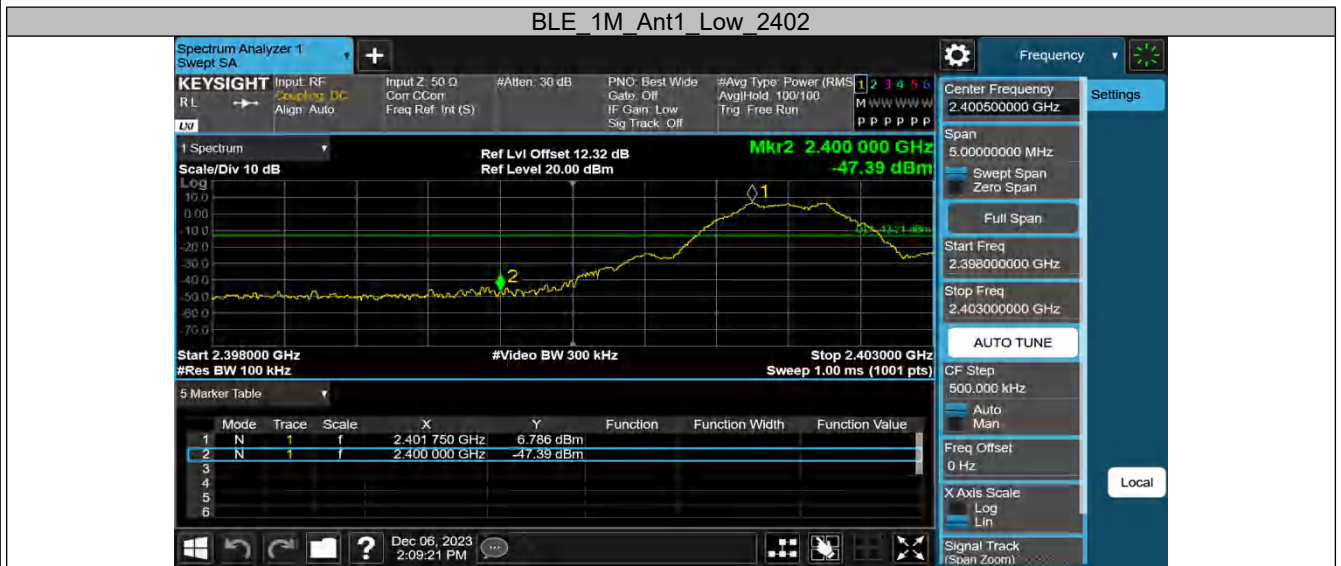 BLE_1M_Ant1_Low_2402
Spectrum Analyzer 1
Swept SA
+
Frequency
KEYSIGHT
Input: RF
Input Z: 50 Ω
#Atten: 30 dB
PNO: Best Wide
#Avg Type: Power (RMS
1 2 3 4 5 6
R L
Coupling: DC
Corr CCorr
Gate: Off
Avg|Hold: 100/100
M W W W W W
Align: Auto
Freq Ref: Int (S)
IF Gain: Low
Trig: Free Run
P P P P P P
LXI
Sig Track: Off
Center Frequency
2.400500000 GHz
Settings
1 Spectrum
Ref Lvl Offset 12.32 dB
Mkr2 2.400 000 GHz
Scale/Div 10 dB
Ref Level 20.00 dBm
-47.39 dBm
Log
10.0
0.00
-10.0
-20.0
-30.0
-40.0
-50.0
-60.0
-70.0
1
2
Start 2.398000 GHz
#Video BW 300 kHz
Stop 2.403000 GHz
#Res BW 100 kHz
Sweep 1.00 ms (1001 pts)
Span
5.00000000 MHz
Swept Span
Zero Span
Full Span
Start Freq
2.398000000 GHz
Stop Freq
2.403000000 GHz
AUTO TUNE
CF Step
500.000 kHz
Auto
Man
Freq Offset
0 Hz
X Axis Scale
Log
Lin
Signal Track
(Span Zoom)
Local
5 Marker Table
Mode Trace Scale X Y Function Function Width Function Value
1 N 1 f 2.401 750 GHz 6.786 dBm
2 N 1 f 2.400 000 GHz -47.39 dBm
3
4
5
6
?
Dec 06, 2023
2:09:21 PM